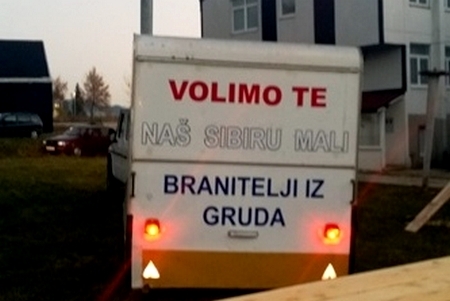 VOLIMO TE
NAŠ SIBIRU MALI
BRANITELJI IZ
GRUDA